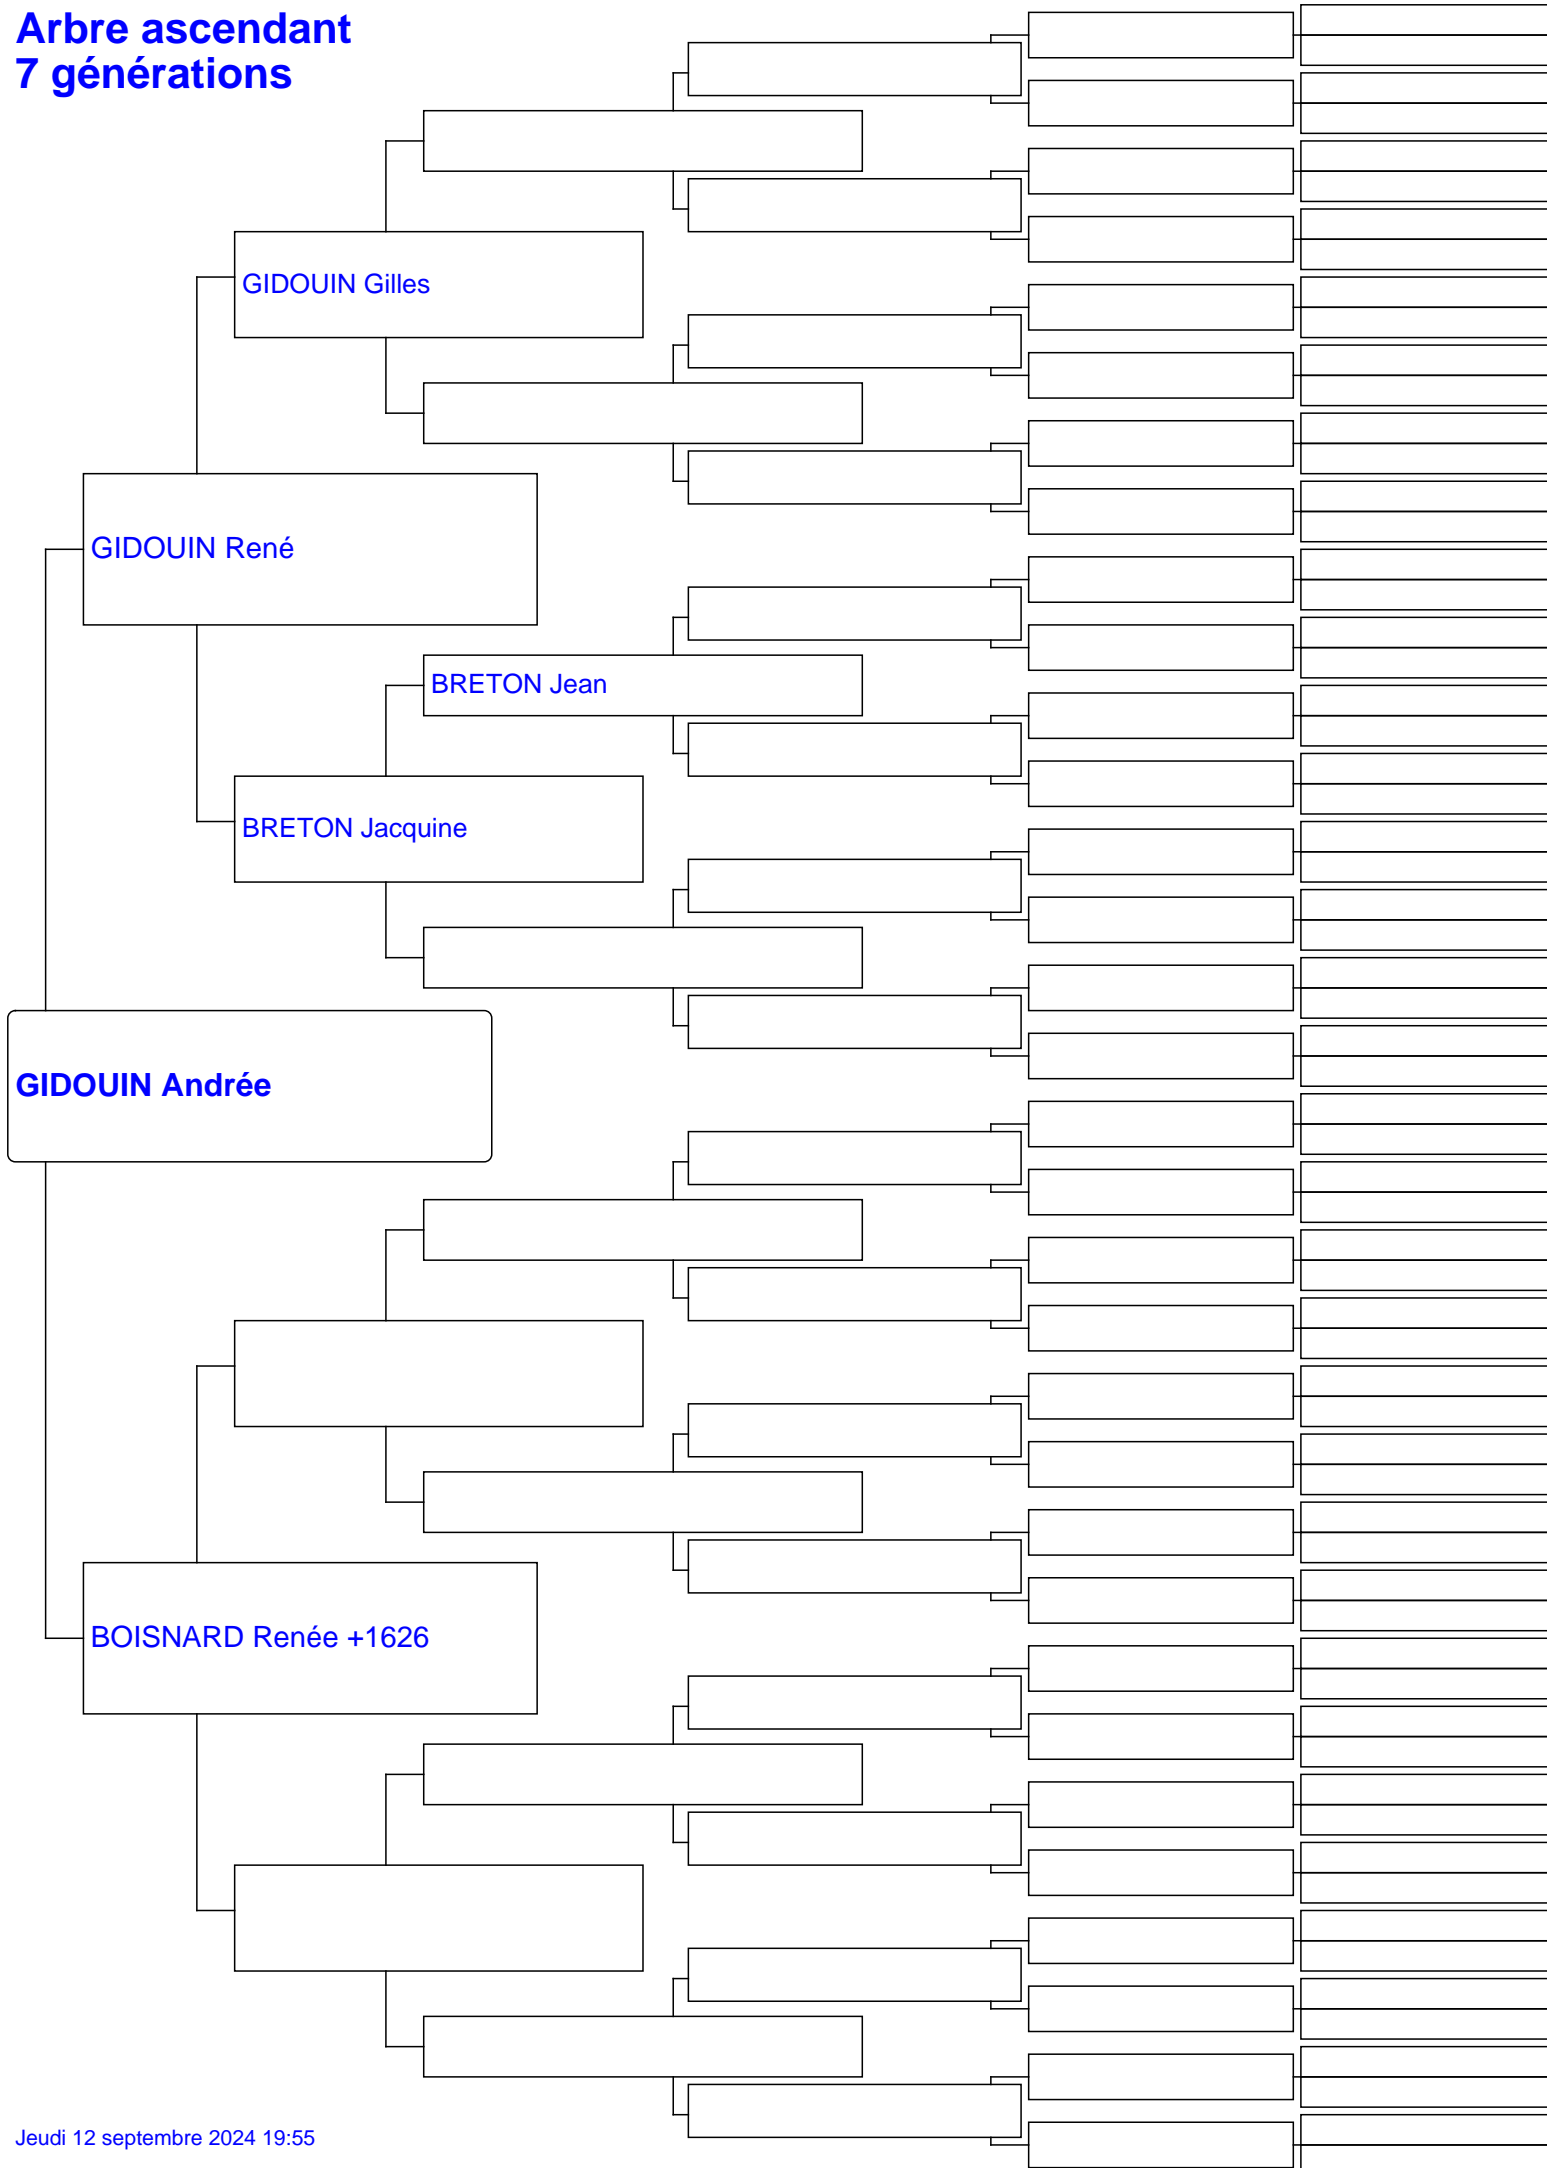 Arbre ascendant
7 générations
GIDOUIN Gilles
GIDOUIN René
BRETON Jean
BRETON Jacquine
GIDOUIN Andrée
BOISNARD Renée +1626
Jeudi 12 septembre 2024 19:55